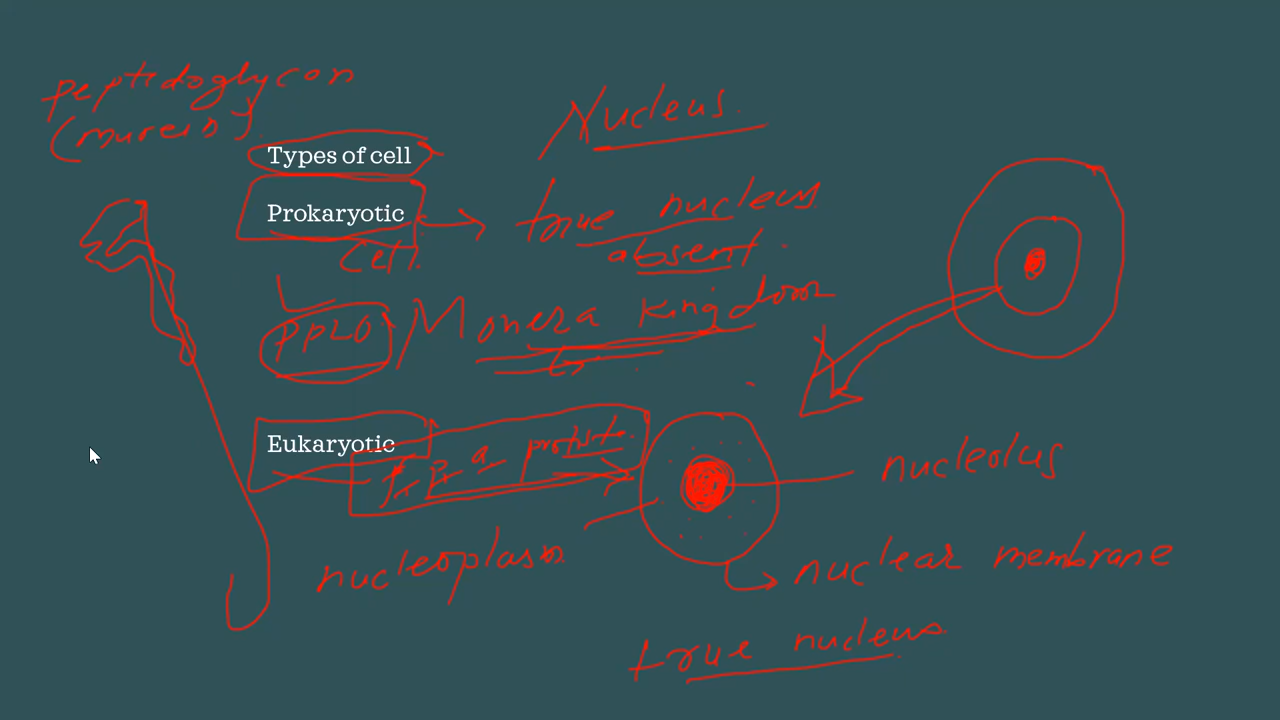 peptidoglycan
(murein)
Nucleus.
Types of cell
Prokaryotic
true nucleus
absent.
Cell.
PPLO / Monera Kingdom
Eukaryotic
f P a protista.
nucleolus
nucleoplasm
nuclear membrane
true nucleus.